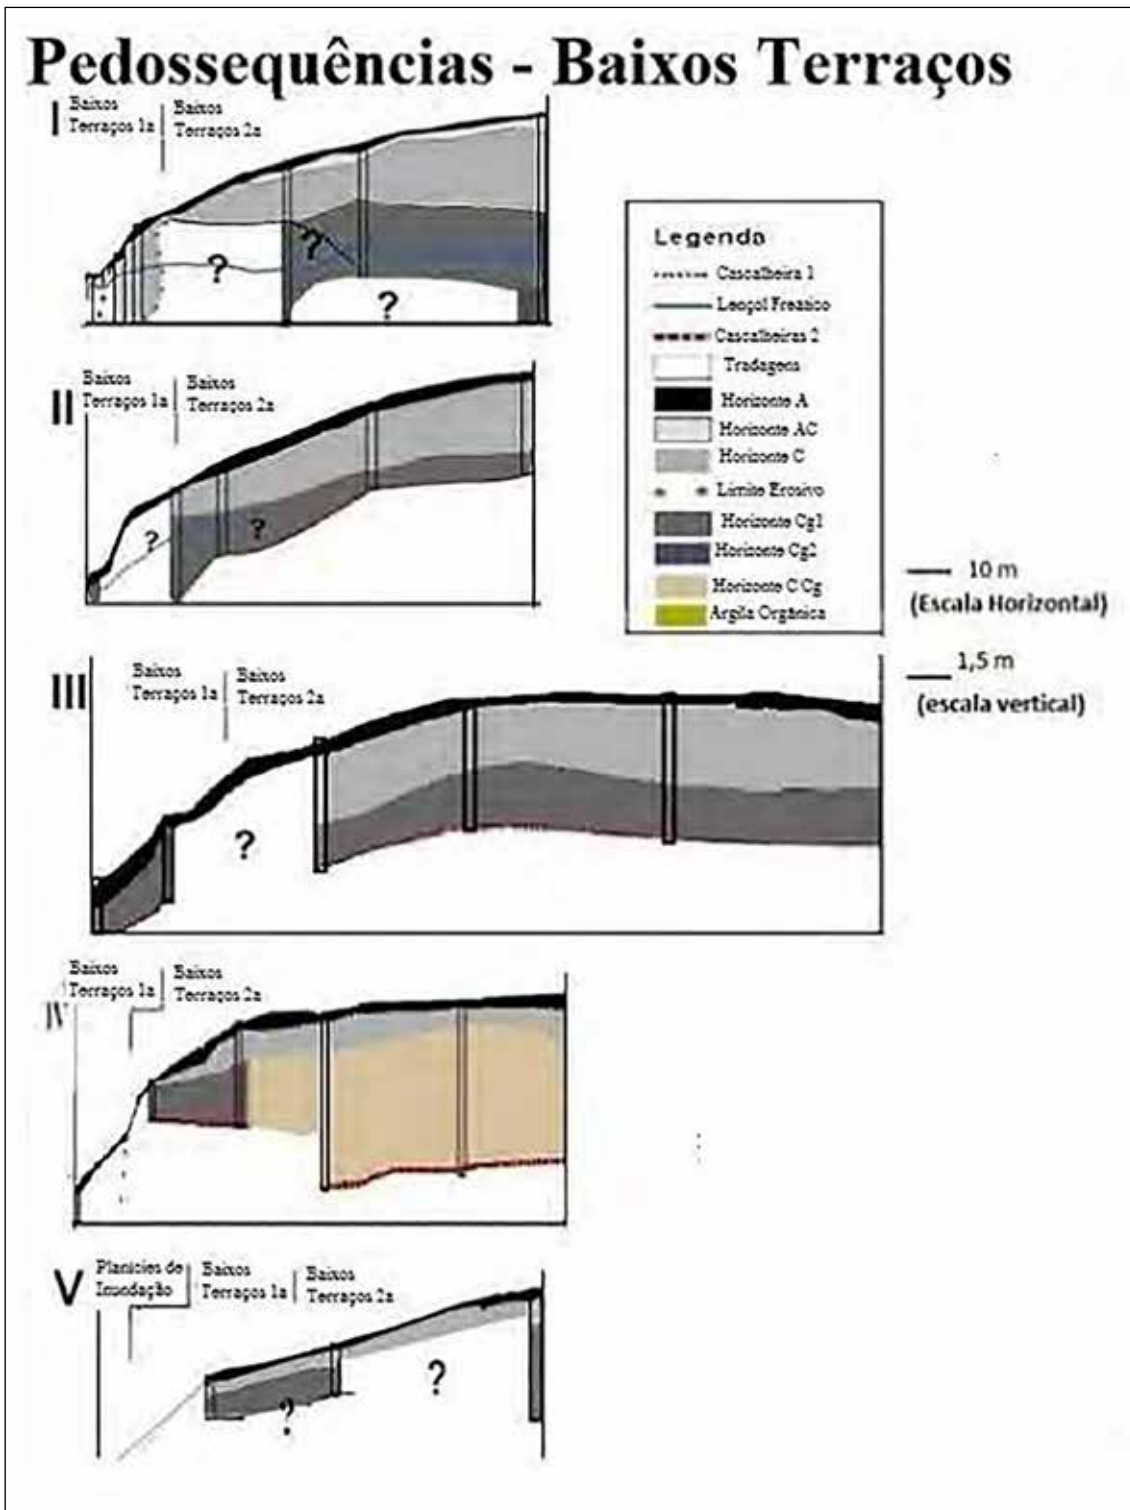 Pedossequências - Baixos Terraços
I
Baixos
Terraços 1a
Baixos
Terraços 2a
?
?
?
II
Baixos
Terraços 1a
Baixos
Terraços 2a
?
?
III
Baixos
Terraços 1a
Baixos
Terraços 2a
?
IV
Baixos
Terraços 1a
Baixos
Terraços 2a
V
Planícies de
Inundação
Baixos
Terraços 1a
Baixos
Terraços 2a
?
?
Legenda
Cascalheira 1
Lençol Freático
Cascalheiras 2
Tradagens
Horizonte A
Horizonte AC
Horizonte C
Limite Erosivo
Horizonte Cg1
Horizonte Cg2
Horizonte C Cg
Argila Orgânica
10 m
(Escala Horizontal)
1,5 m
(escala vertical)